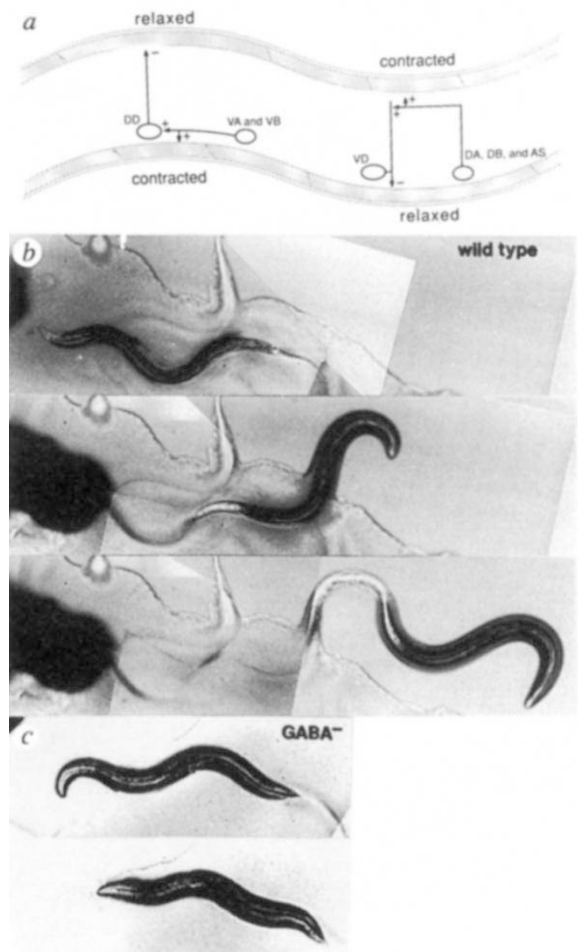 a
relaxed
contracted
DD
VA and VB
VD
DA, DB, and AS
contracted
relaxed
b
wild type
c
GABA⁻